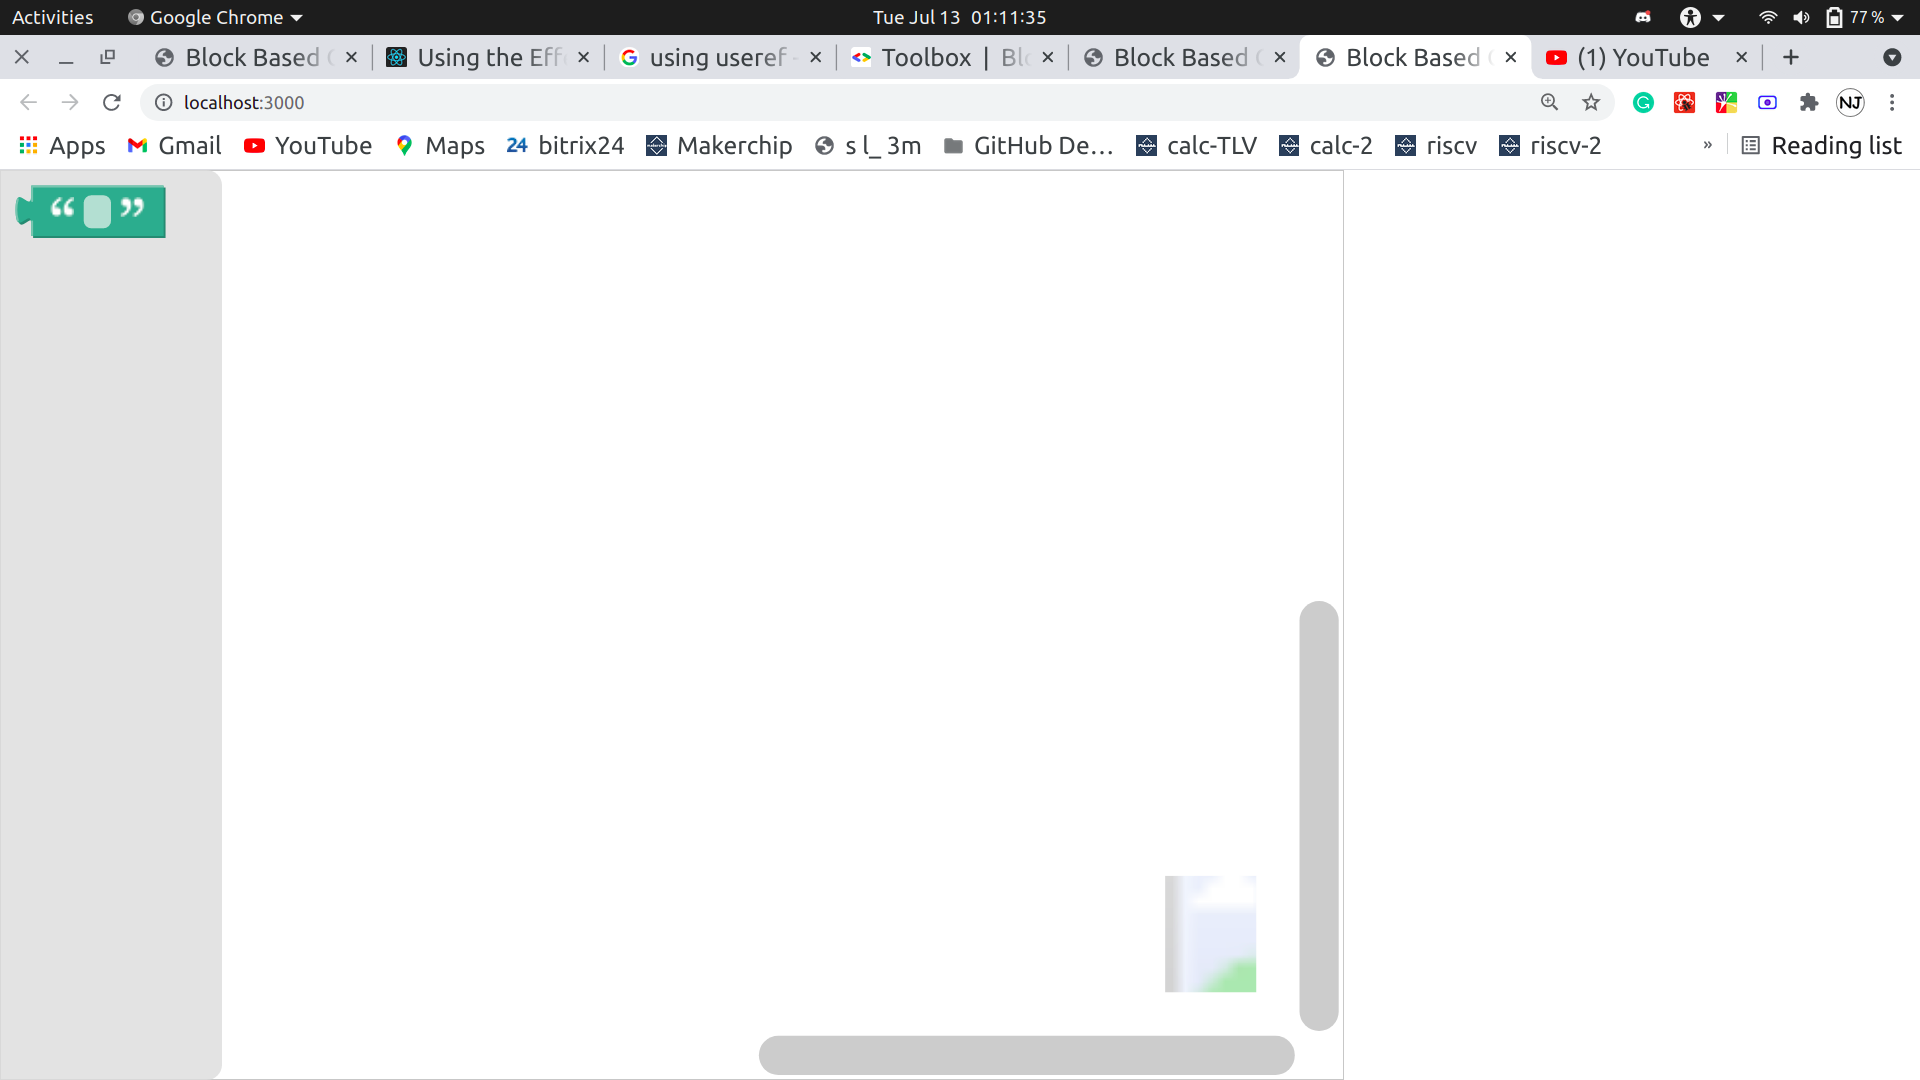 Activities Google Chrome Tue Jul 13 01:11:35 77 %
Block Based Using the Eff using useref - Toolbox | Blo Block Based Block Based (1) YouTube
localhost:3000 NJ
Apps Gmail YouTube Maps 24 bitrix24 Makerchip s l_ 3m GitHub De... calc-TLV calc-2 riscv riscv-2 » Reading list
“ ”